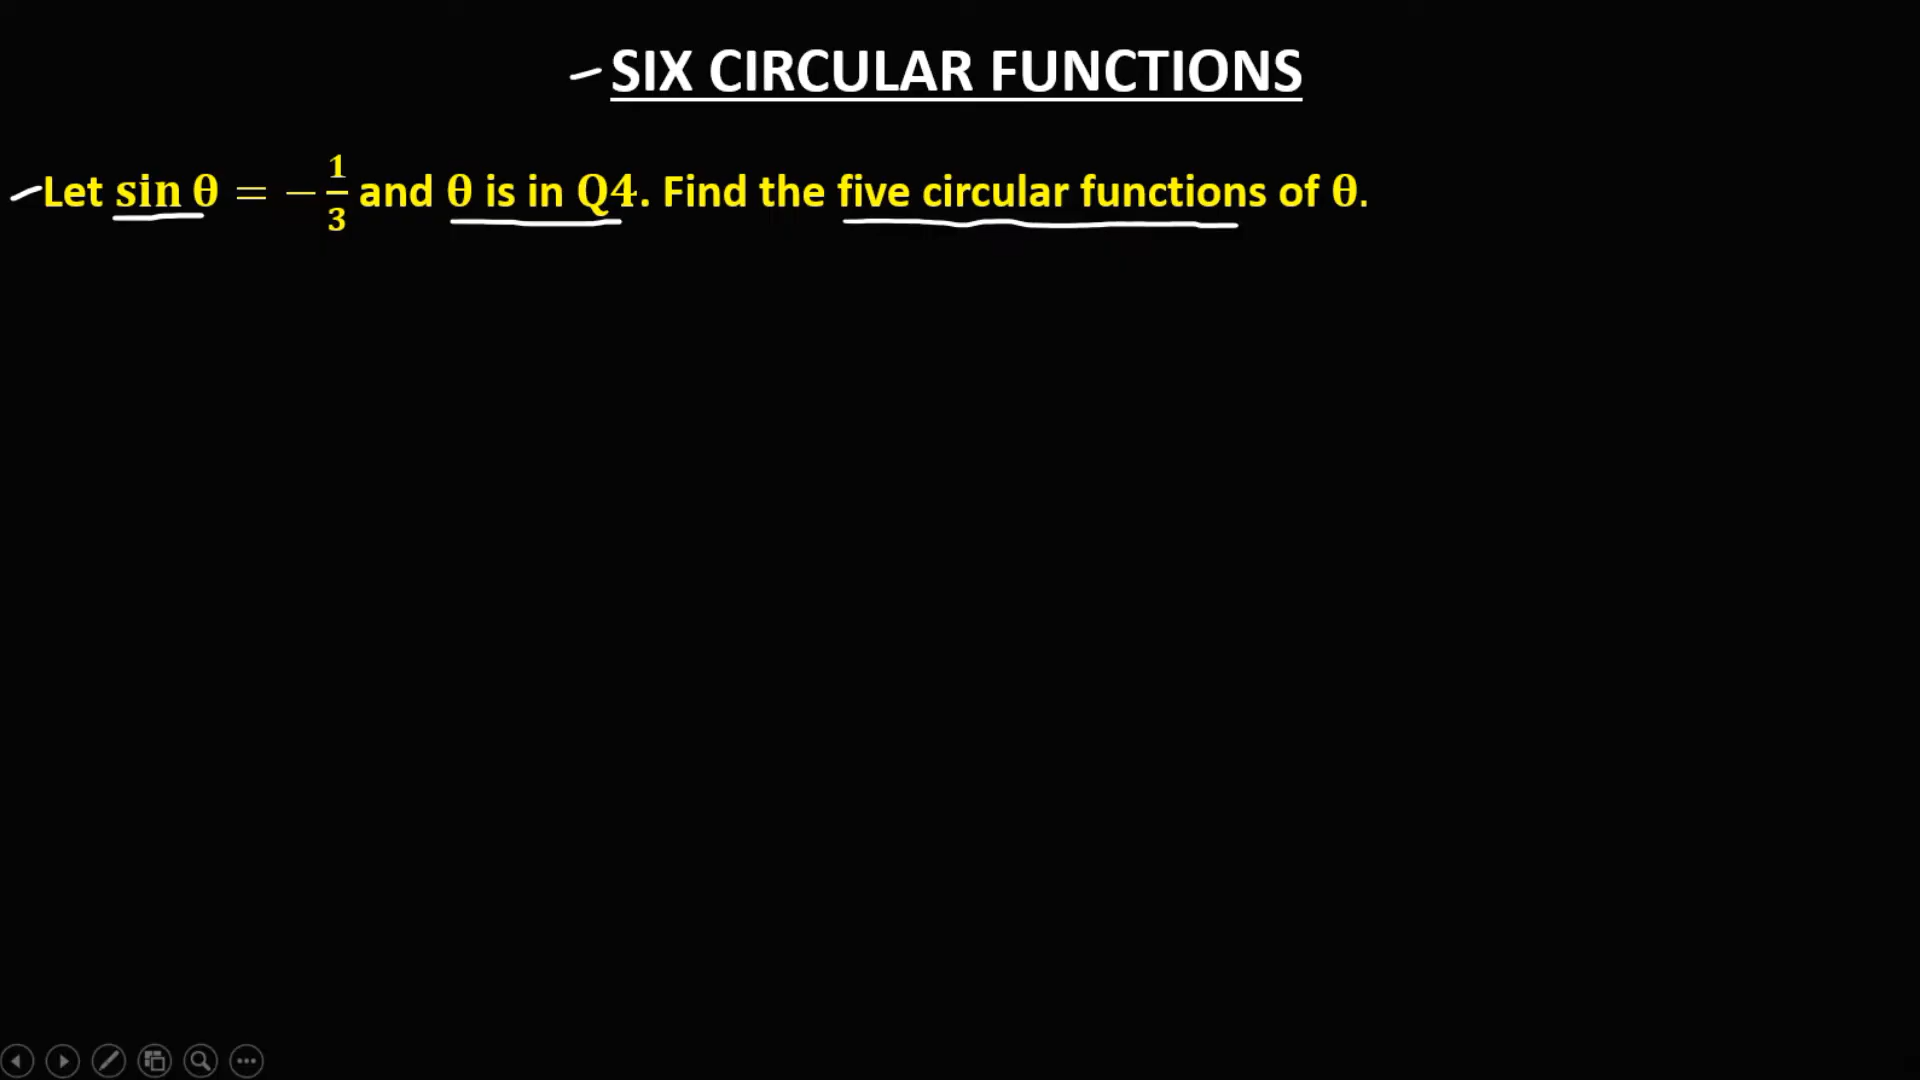 SIX CIRCULAR FUNCTIONS
Let sin θ = −1/3 and θ is in Q4. Find the five circular functions of θ.